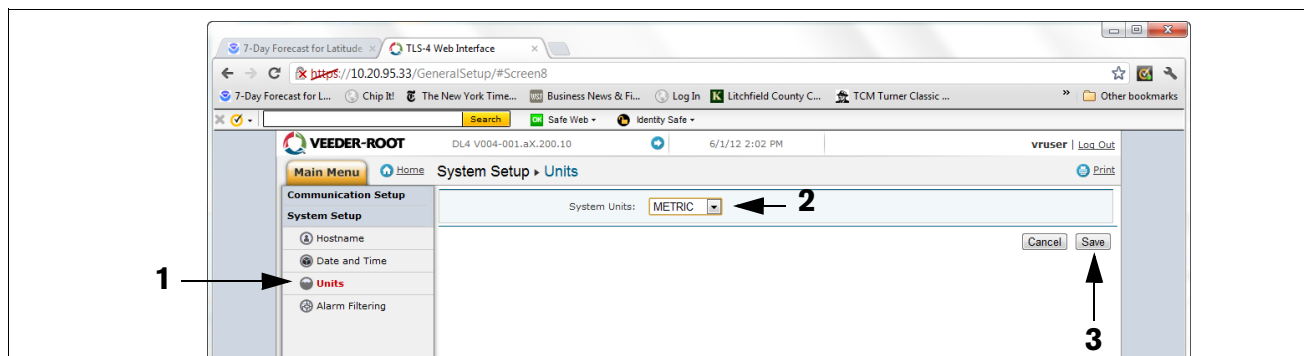 7-Day Forecast for Latitude
TLS-4 Web Interface
https://10.20.95.33/GeneralSetup/#Screen8
7-Day Forecast for L... Chip It! The New York Time... WSJ Business News & Fi... Log In K Litchfield County C... TCM Turner Classic ... » Other bookmarks
Search OK Safe Web Identity Safe
VEEDER-ROOT DL4 V004-001.aX.200.10 6/1/12 2:02 PM vruser | Log Out
Main Menu Home System Setup ▸ Units Print
Communication Setup
System Units: METRIC 2
System Setup
Hostname
Cancel Save
Date and Time
1 Units
Alarm Filtering
3